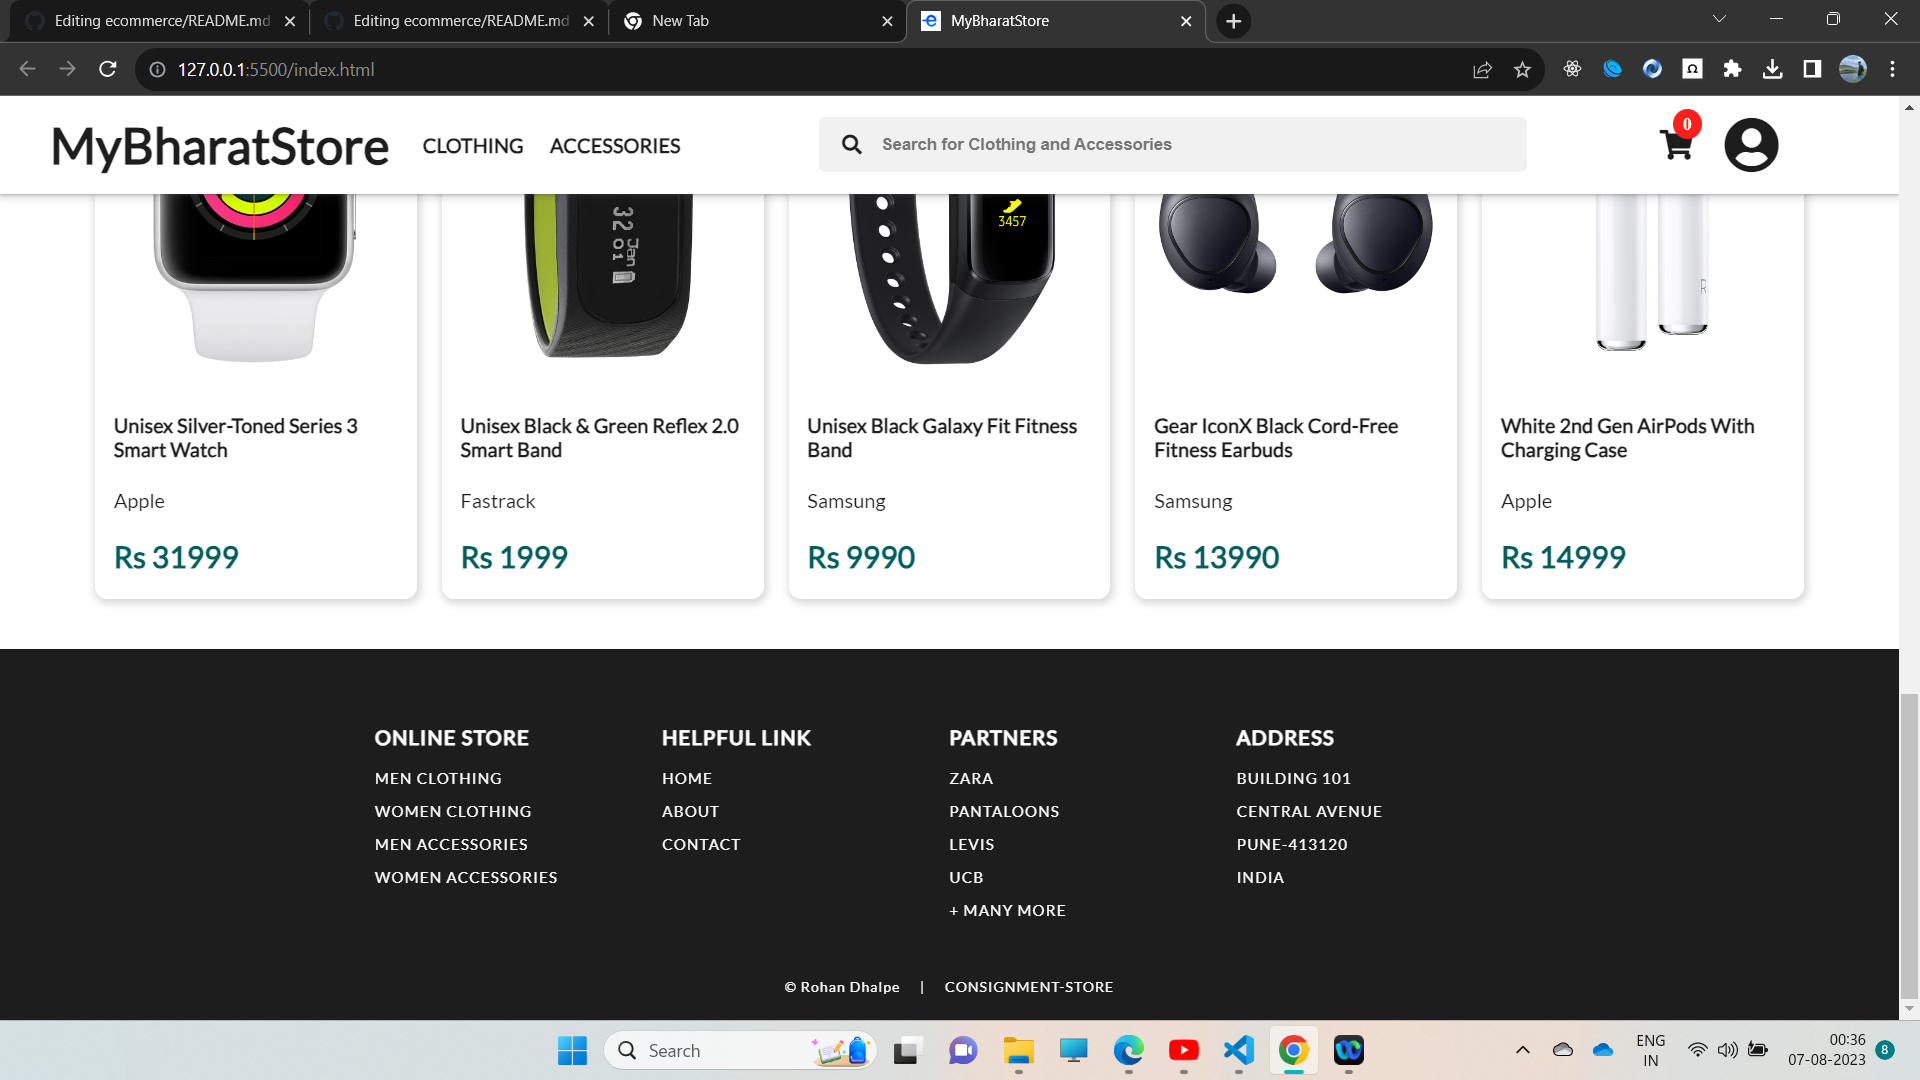 Editing ecommerce/README.md
Editing ecommerce/README.md
New Tab
MyBharatStore
127.0.0.1:5500/index.html
MyBharatStore
CLOTHING
ACCESSORIES
Search for Clothing and Accessories
0
32
01
Jan
3457
R
Unisex Silver-Toned Series 3
Smart Watch
Apple
Rs 31999
Unisex Black & Green Reflex 2.0
Smart Band
Fastrack
Rs 1999
Unisex Black Galaxy Fit Fitness
Band
Samsung
Rs 9990
Gear IconX Black Cord-Free
Fitness Earbuds
Samsung
Rs 13990
White 2nd Gen AirPods With
Charging Case
Apple
Rs 14999
ONLINE STORE
MEN CLOTHING
WOMEN CLOTHING
MEN ACCESSORIES
WOMEN ACCESSORIES
HELPFUL LINK
HOME
ABOUT
CONTACT
PARTNERS
ZARA
PANTALOONS
LEVIS
UCB
+ MANY MORE
ADDRESS
BUILDING 101
CENTRAL AVENUE
PUNE-413120
INDIA
© Rohan Dhalpe | CONSIGNMENT-STORE
Search
ENG
IN
00:36
07-08-2023
8